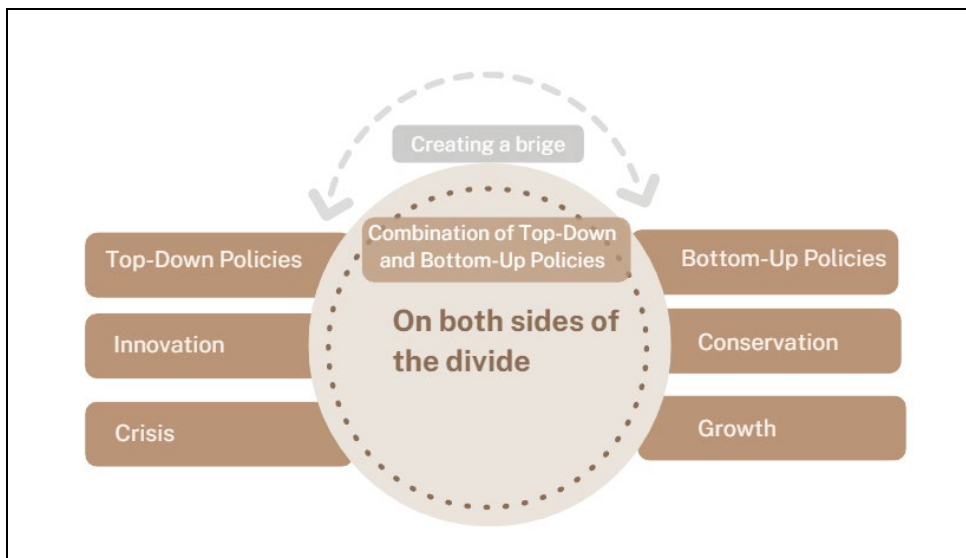 Creating a brige
Combination of Top-Down
and Bottom-Up Policies
Top-Down Policies
Bottom-Up Policies
On both sides of
the divide
Innovation
Conservation
Crisis
Growth